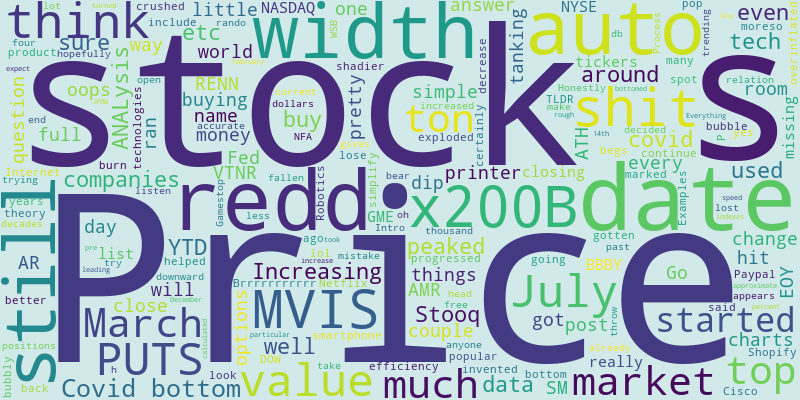 think
little
NASDAQ
one
answer
NYSE
pop
lot
crushed
rando
turned
four
include
sure
etc
width
auto
even
tech
moreso
overinflated
WSB
db
trending
process
product
way
world
shadier
tanking
decrease
tickers
around
many
room
hopefully
ANALYSIS
RENN
buying
pretty
simple
Honestly
bottomed
spot
relation
oops
name
current
ton
shit
TLDR
make
rough
Everything
missing
question
full
ran
technologies
money
dollars
buy
increased
exploded
certainly
ATH
covid
bubble
yes
end
burn
accurate
NFA
JPOW
decided
14th
stocks
Internet
Fed
lose
gives
printer
closing
begs
continue
P
trying
companies
listen
VTNR
fallen
bear
dip
every
marked
used
years
theory
day
Gamestop
less
Robotics
simplify
GME
oh
Intro
Examples
speed
lost
indexes
decades
pre
list
ago
took
reddit
x200B
date
still
YTD
try
lol
increase
thousand
gotten
past
change
AR
helped
mistake
peaked
going
hit
Paypal
leading
Increasing
progressed
things
BBBY
Go
appears
better
will
downward
Brrrrrrrrrrr
Netflix
AMR
head
free
July
said
approximate
EOY
close
December
MVIS
smartphone
Stooq
throw
started
March
options
got
post
percent
positions
couple
anyone
popular
already
charts
Shopify
bubbly
PUTS
calculated
DOW
well
efficiency
invented
really
h
particular
Price
look
take
SM
bottom
Cisco
back
Covid bottom
value
much
data
market
top